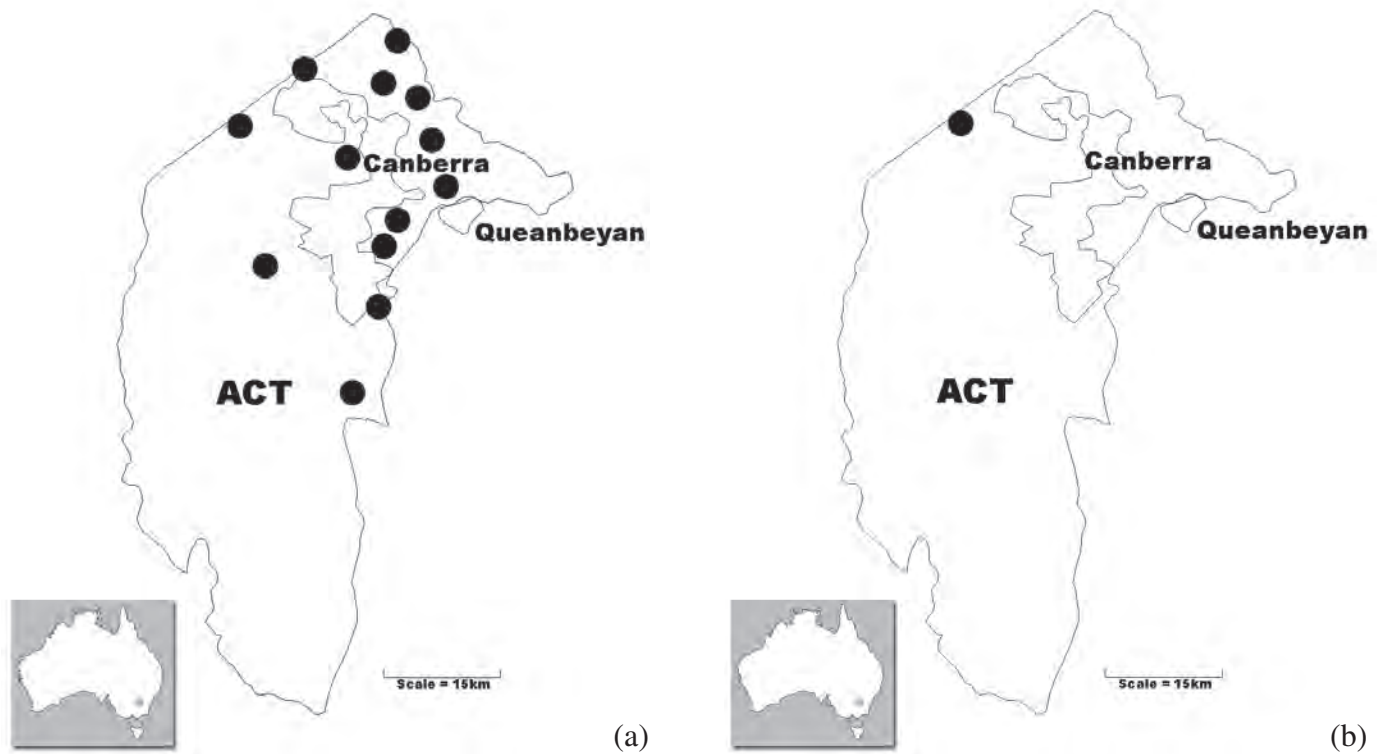 Canberra
Queanbeyan
ACT
Scale = 15km
(a)
Canberra
Queanbeyan
ACT
Scale = 15km
(b)